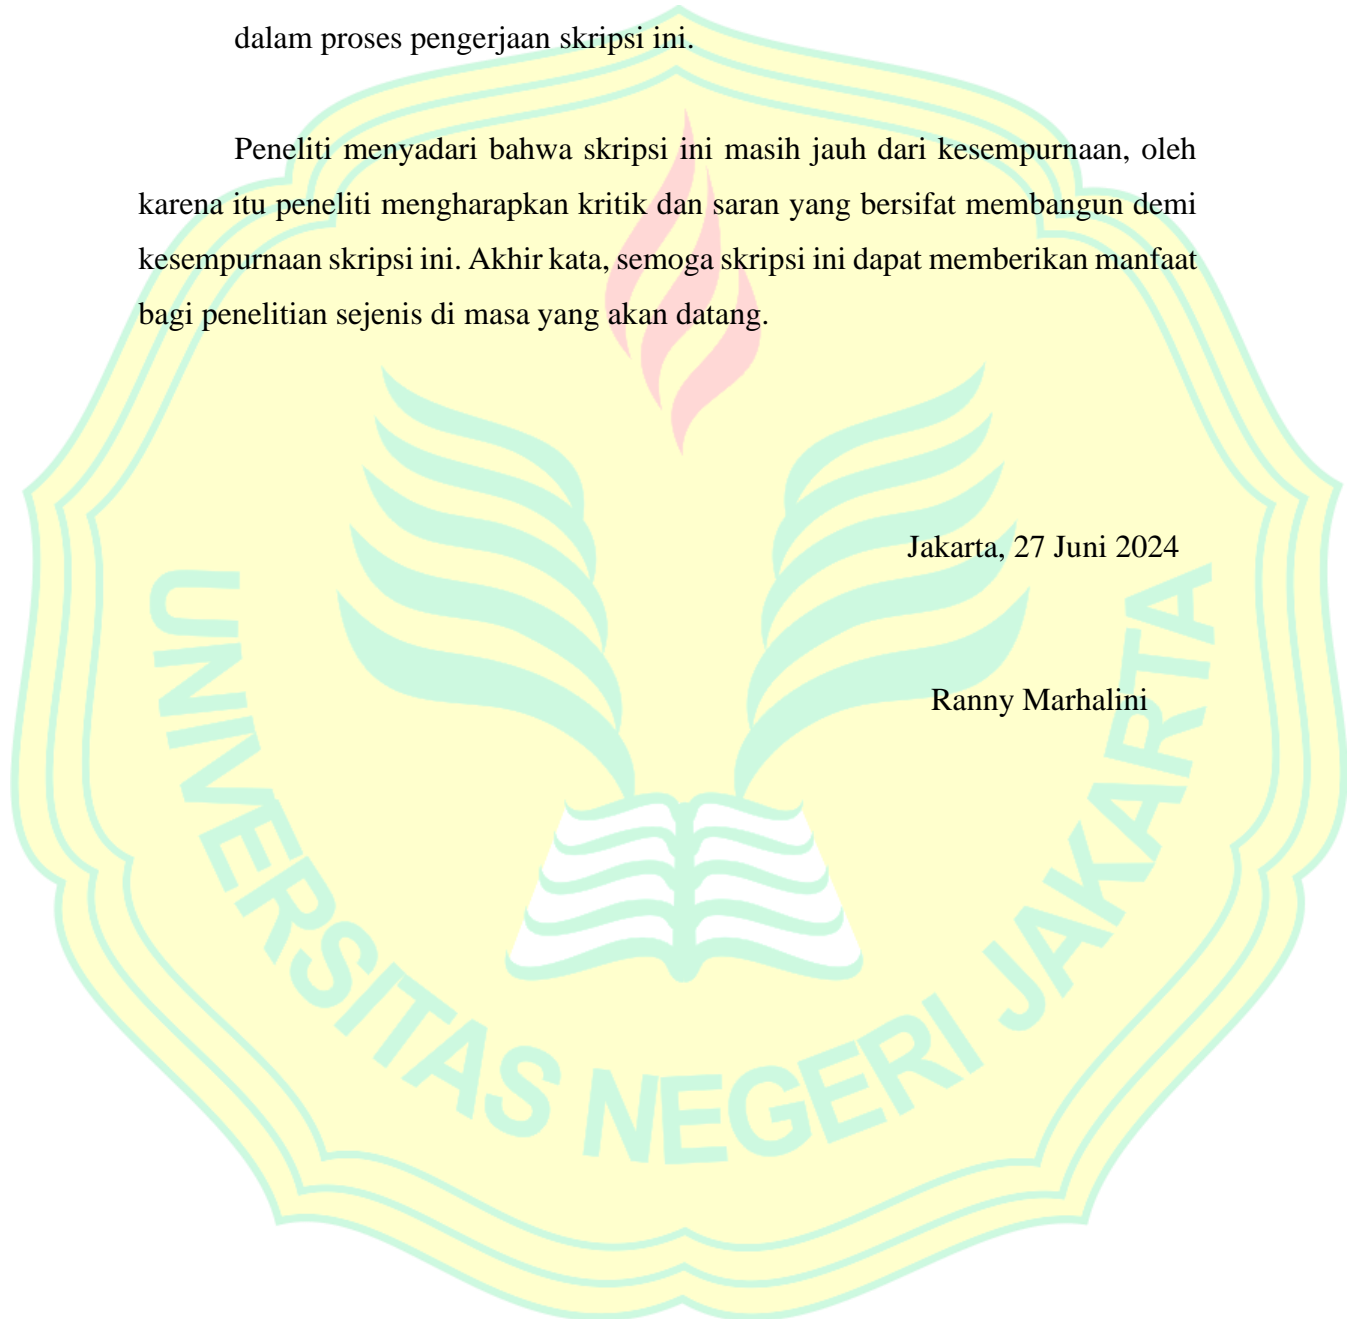 dalam proses pengerjaan skripsi ini.
Peneliti menyadari bahwa skripsi ini masih jauh dari kesempurnaan, oleh
karena itu peneliti mengharapkan kritik dan saran yang bersifat membangun demi
kesempurnaan skripsi ini. Akhir kata, semoga skripsi ini dapat memberikan manfaat
bagi penelitian sejenis di masa yang akan datang.
Jakarta, 27 Juni 2024
Ranny Marhalini
UNIVERSITAS NEGERI JAKARTA